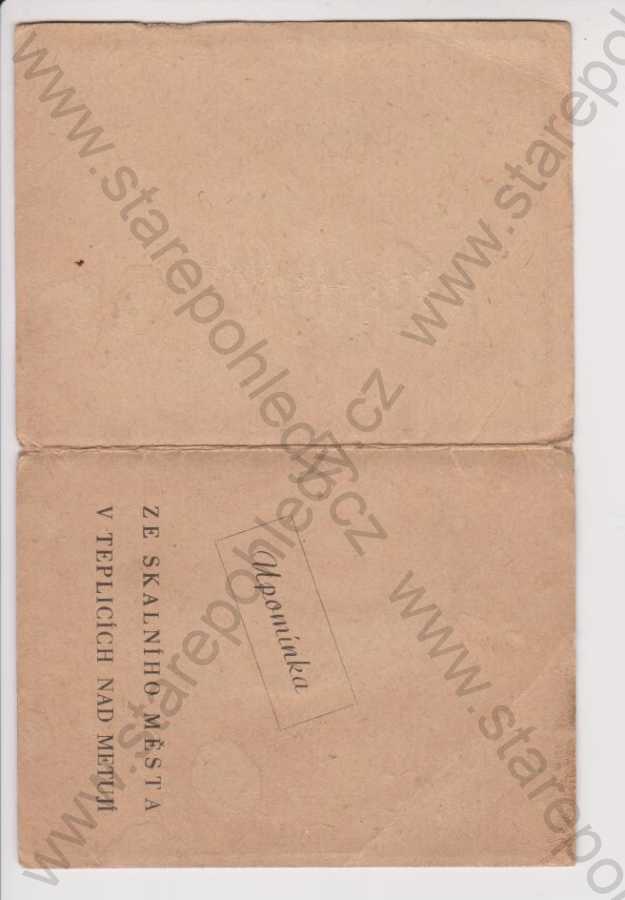 Upomínka
ZE SKALNÍHO MĚSTA
V TEPLICÍCH NAD METUJÍ
www.starepohledy.cz
www.starepohledy.cz
www.starepohledy.cz
www.starepohledy.cz